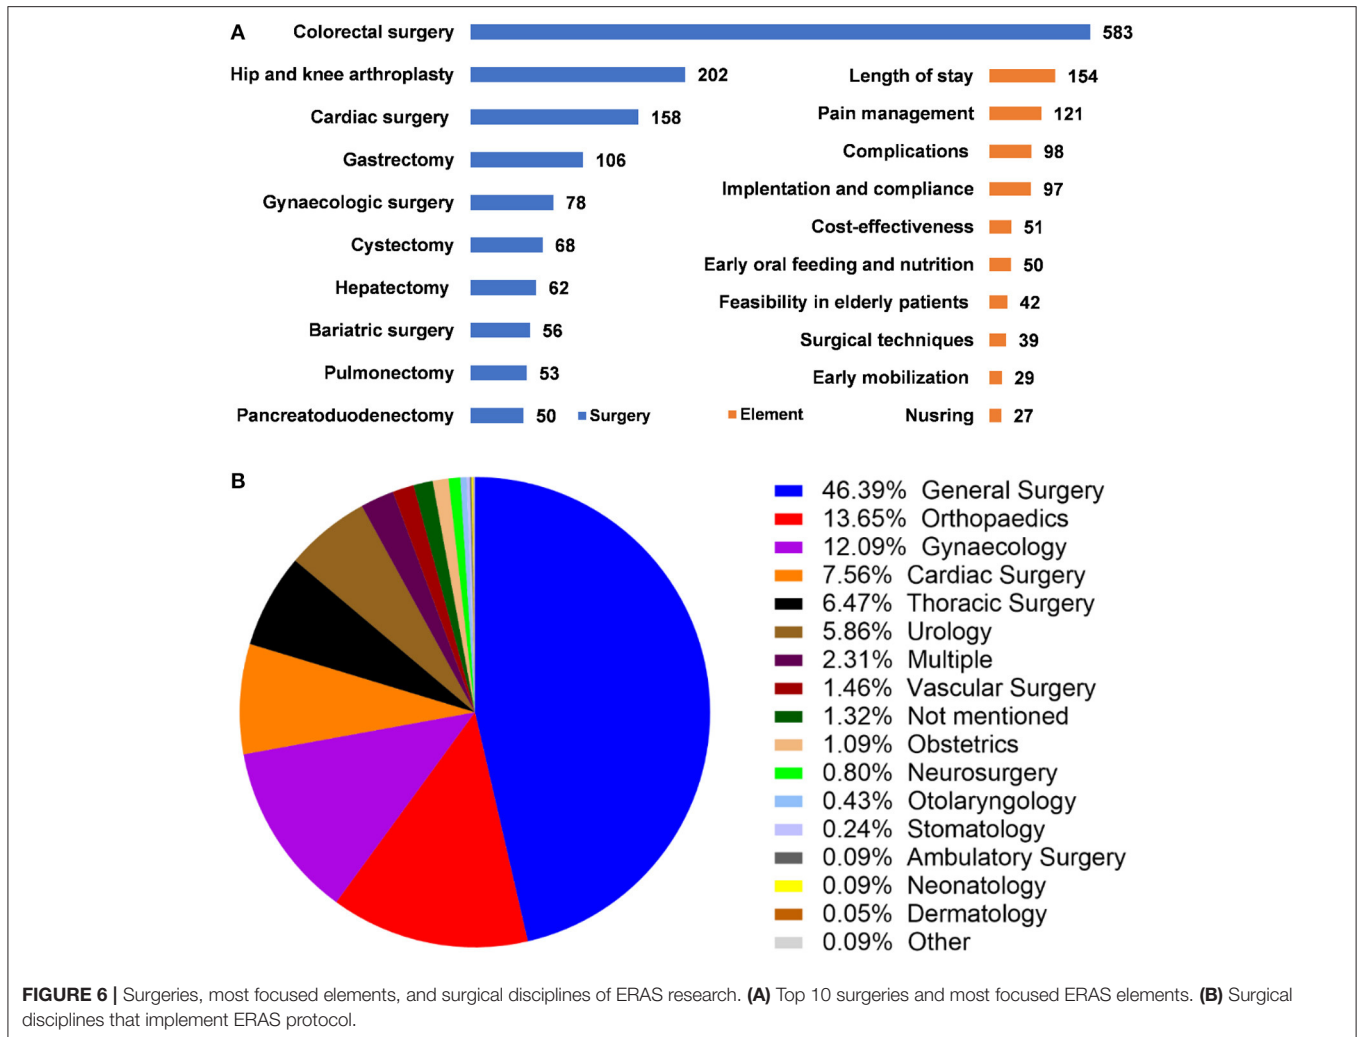 A
Colorectal surgery 583
Hip and knee arthroplasty 202
Cardiac surgery 158
Gastrectomy 106
Gynaecologic surgery 78
Cystectomy 68
Hepatectomy 62
Bariatric surgery 56
Pulmonectomy 53
Pancreatoduodenectomy 50
Surgery
Length of stay 154
Pain management 121
Complications 98
Implentation and compliance 97
Cost-effectiveness 51
Early oral feeding and nutrition 50
Feasibility in elderly patients 42
Surgical techniques 39
Early mobilization 29
Nusring 27
Element
B
46.39% General Surgery
13.65% Orthopaedics
12.09% Gynaecology
7.56% Cardiac Surgery
6.47% Thoracic Surgery
5.86% Urology
2.31% Multiple
1.46% Vascular Surgery
1.32% Not mentioned
1.09% Obstetrics
0.80% Neurosurgery
0.43% Otolaryngology
0.24% Stomatology
0.09% Ambulatory Surgery
0.09% Neonatology
0.05% Dermatology
0.09% Other
FIGURE 6 | Surgeries, most focused elements, and surgical disciplines of ERAS research. (A) Top 10 surgeries and most focused ERAS elements. (B) Surgical
disciplines that implement ERAS protocol.